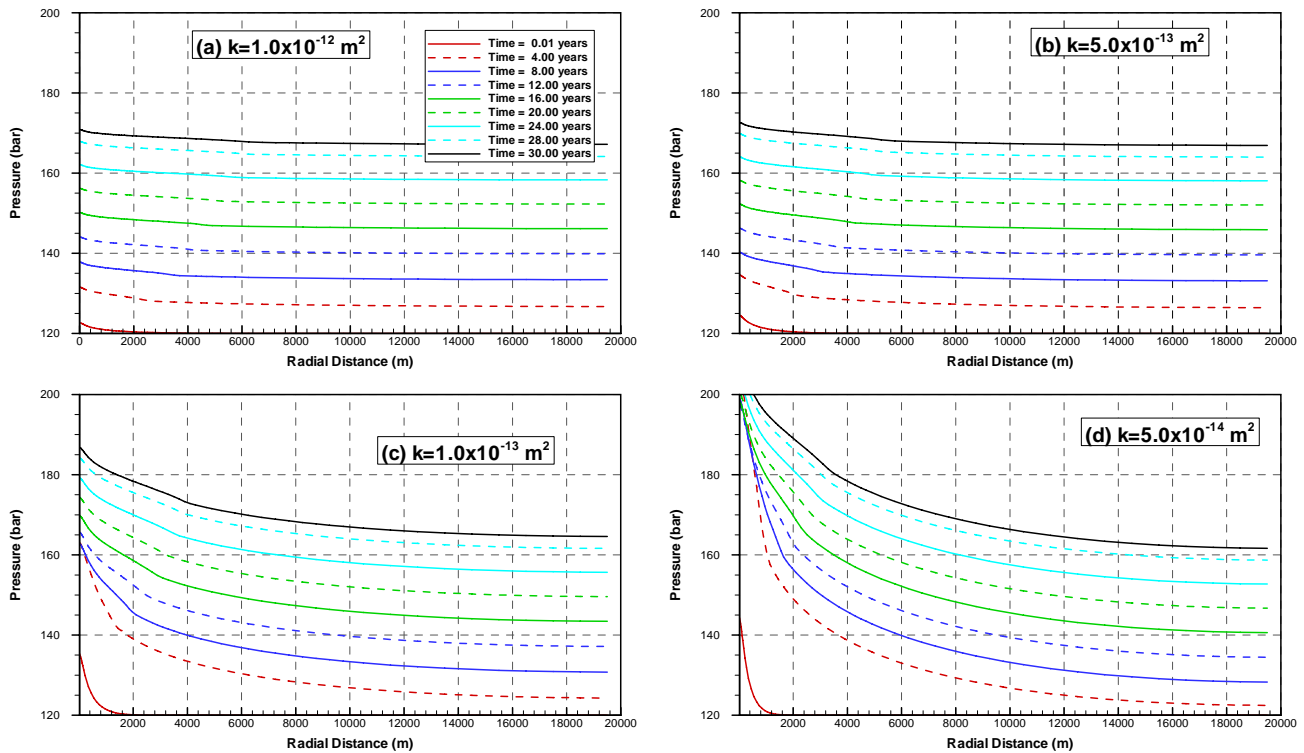 200
180
160
140
120
Pressure (bar)
(a) k=1.0x10⁻¹² m²
Time = 0.01 years
Time = 4.00 years
Time = 8.00 years
Time = 12.00 years
Time = 16.00 years
Time = 20.00 years
Time = 24.00 years
Time = 28.00 years
Time = 30.00 years
0 2000 4000 6000 8000 10000 12000 14000 16000 18000 20000
Radial Distance (m)
200
180
160
140
120
Pressure (bar)
(b) k=5.0x10⁻¹³ m²
2000 4000 6000 8000 10000 12000 14000 16000 18000 20000
Radial Distance (m)
200
180
160
140
120
Pressure (bar)
(c) k=1.0x10⁻¹³ m²
0 2000 4000 6000 8000 10000 12000 14000 16000 18000 20000
Radial Distance (m)
200
180
160
140
120
Pressure (bar)
(d) k=5.0x10⁻¹⁴ m²
2000 4000 6000 8000 10000 12000 14000 16000 18000 20000
Radial Distance (m)